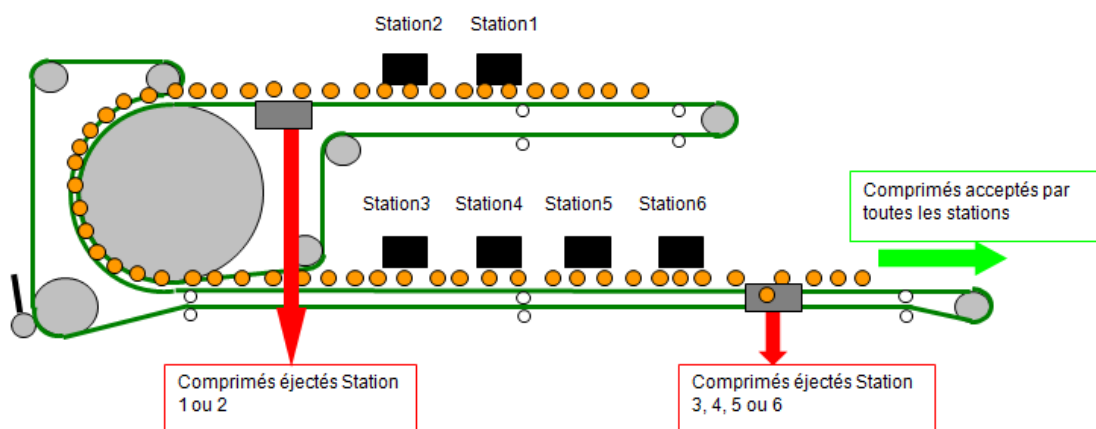 Station2
Station1
Station3
Station4
Station5
Station6
Comprimés acceptés par
toutes les stations
Comprimés éjectés Station
1 ou 2
Comprimés éjectés Station
3, 4, 5 ou 6